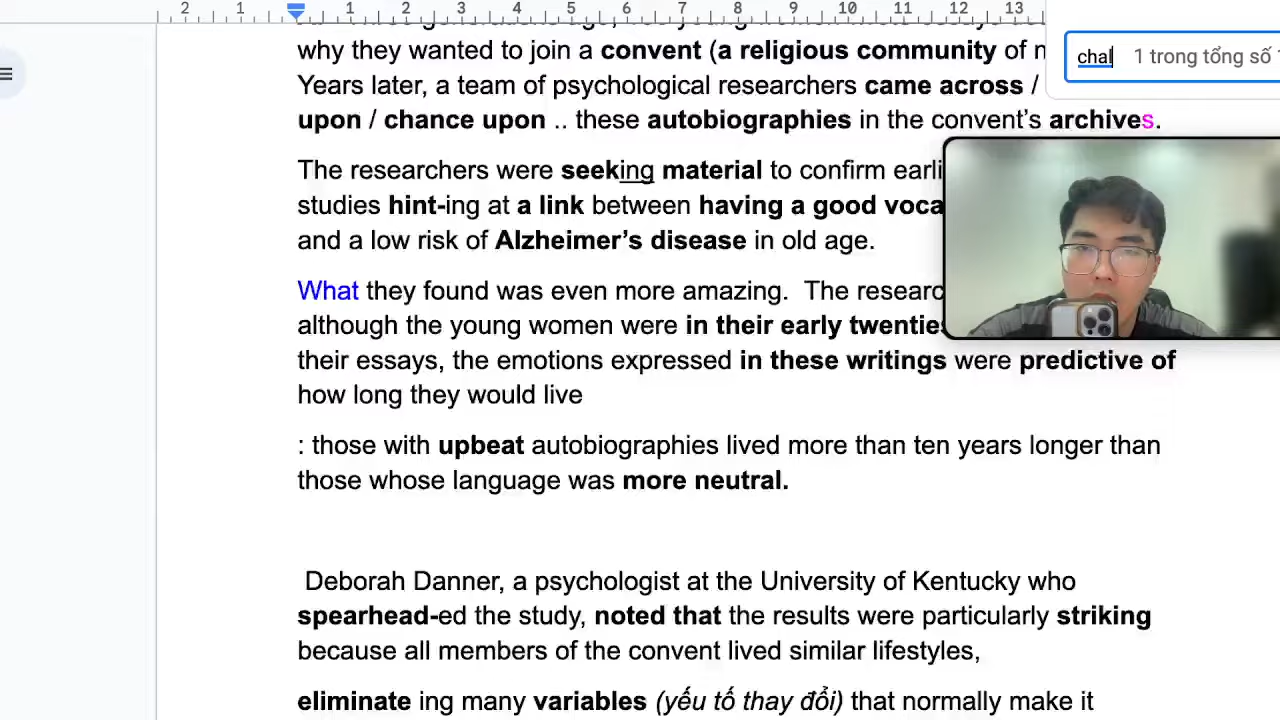 2 1 1 2 3 4 5 6 7 8 9 10 11 12 13
why they wanted to join a convent (a religious community of
chal 1 trong tổng số
Years later, a team of psychological researchers came across /
upon / chance upon .. these autobiographies in the convent's archives.
The researchers were seeking material to confirm
studies hint-ing at a link between having a good
and a low risk of Alzheimer's disease in old age.
What they found was even more amazing. The
although the young women were in their early
their essays, the emotions expressed in these writings were predictive of
how long they would live
: those with upbeat autobiographies lived more than ten years longer than
those whose language was more neutral.
Deborah Danner, a psychologist at the University of Kentucky who
spearhead-ed the study, noted that the results were particularly striking
because all members of the convent lived similar lifestyles,
eliminate ing many variables (yếu tố thay đổi) that normally make it